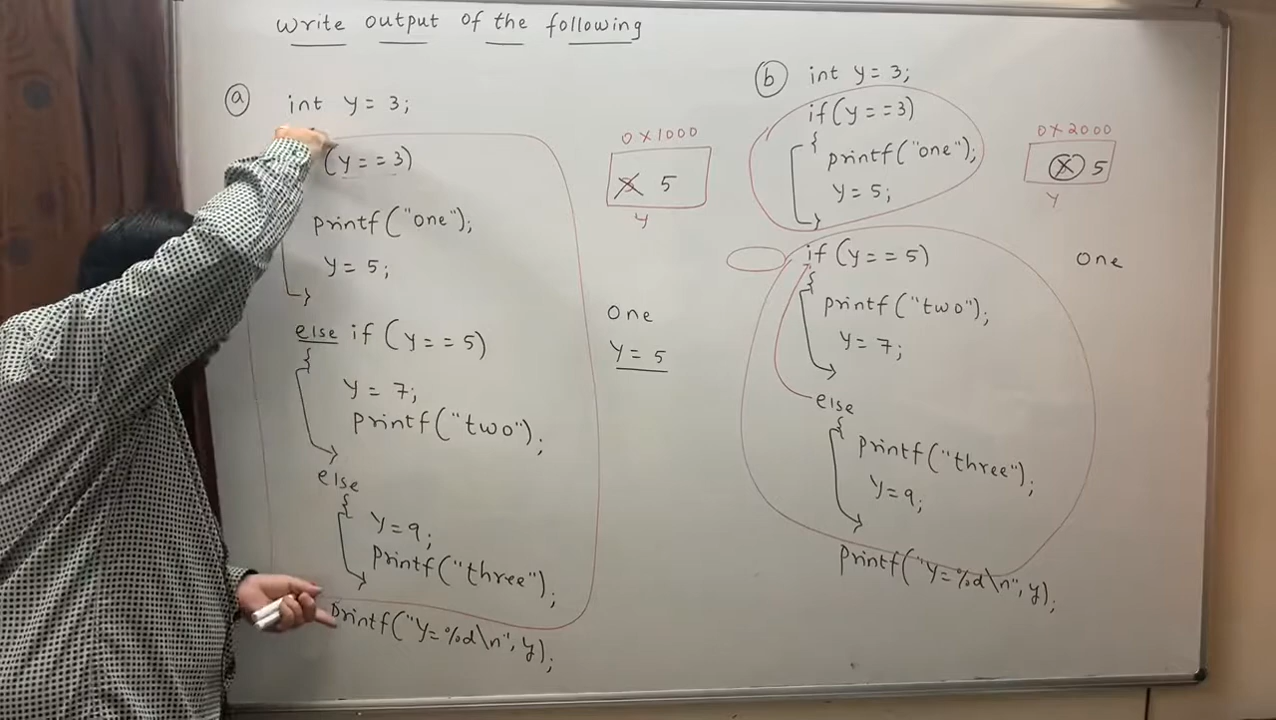 Write output of the following
(a) int y = 3;
(y == 3)
printf("one");
y = 5;
}
else if (y == 5)
{
y = 7;
printf("two");
else
{ y = 9;
printf("three");
printf("y=%d\n", y);
0x1000
X 5
y
one
y = 5
(b) int y = 3;
if (y == 3)
{ printf("one");
y = 5;
}
if (y == 5)
{ printf("two");
y = 7;
}
else
{ printf("three");
y = 9;
}
printf("y=%d\n", y);
0x2000
X 5
y
one